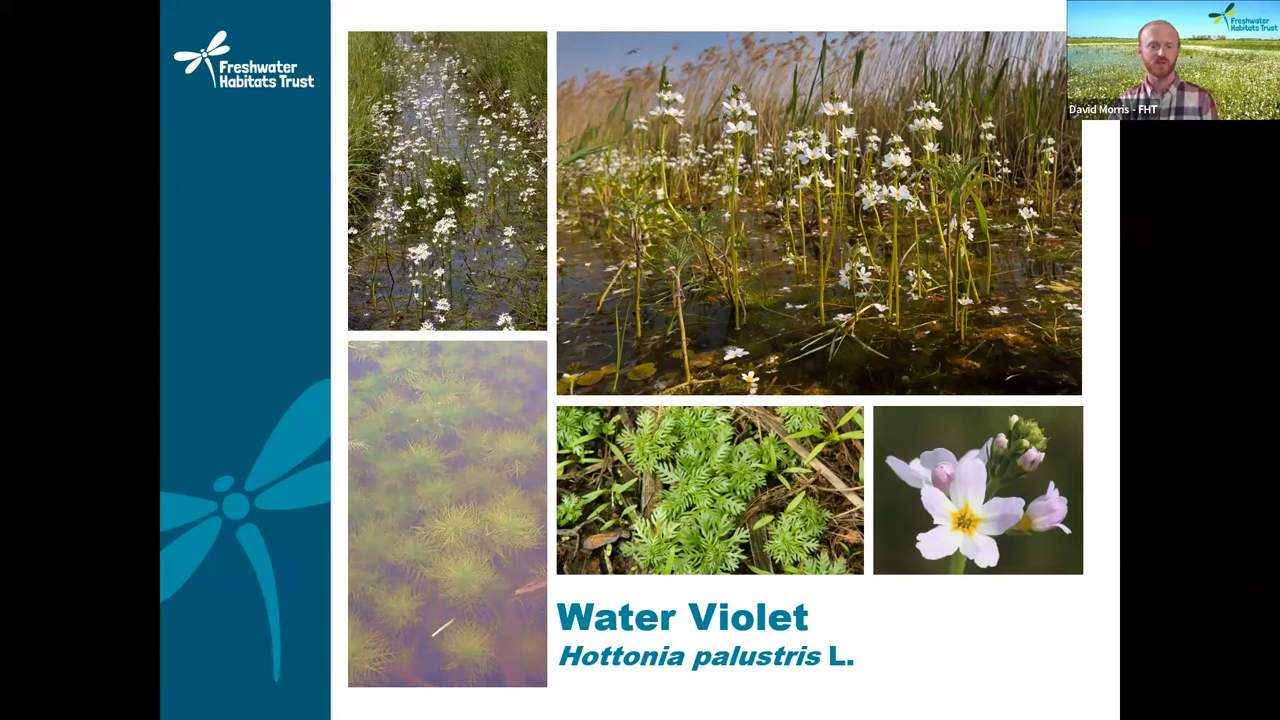 Freshwater
Habitats Trust
Freshwater
Habitats Trust
David Morris - FHT
Water Violet
Hottonia palustris L.